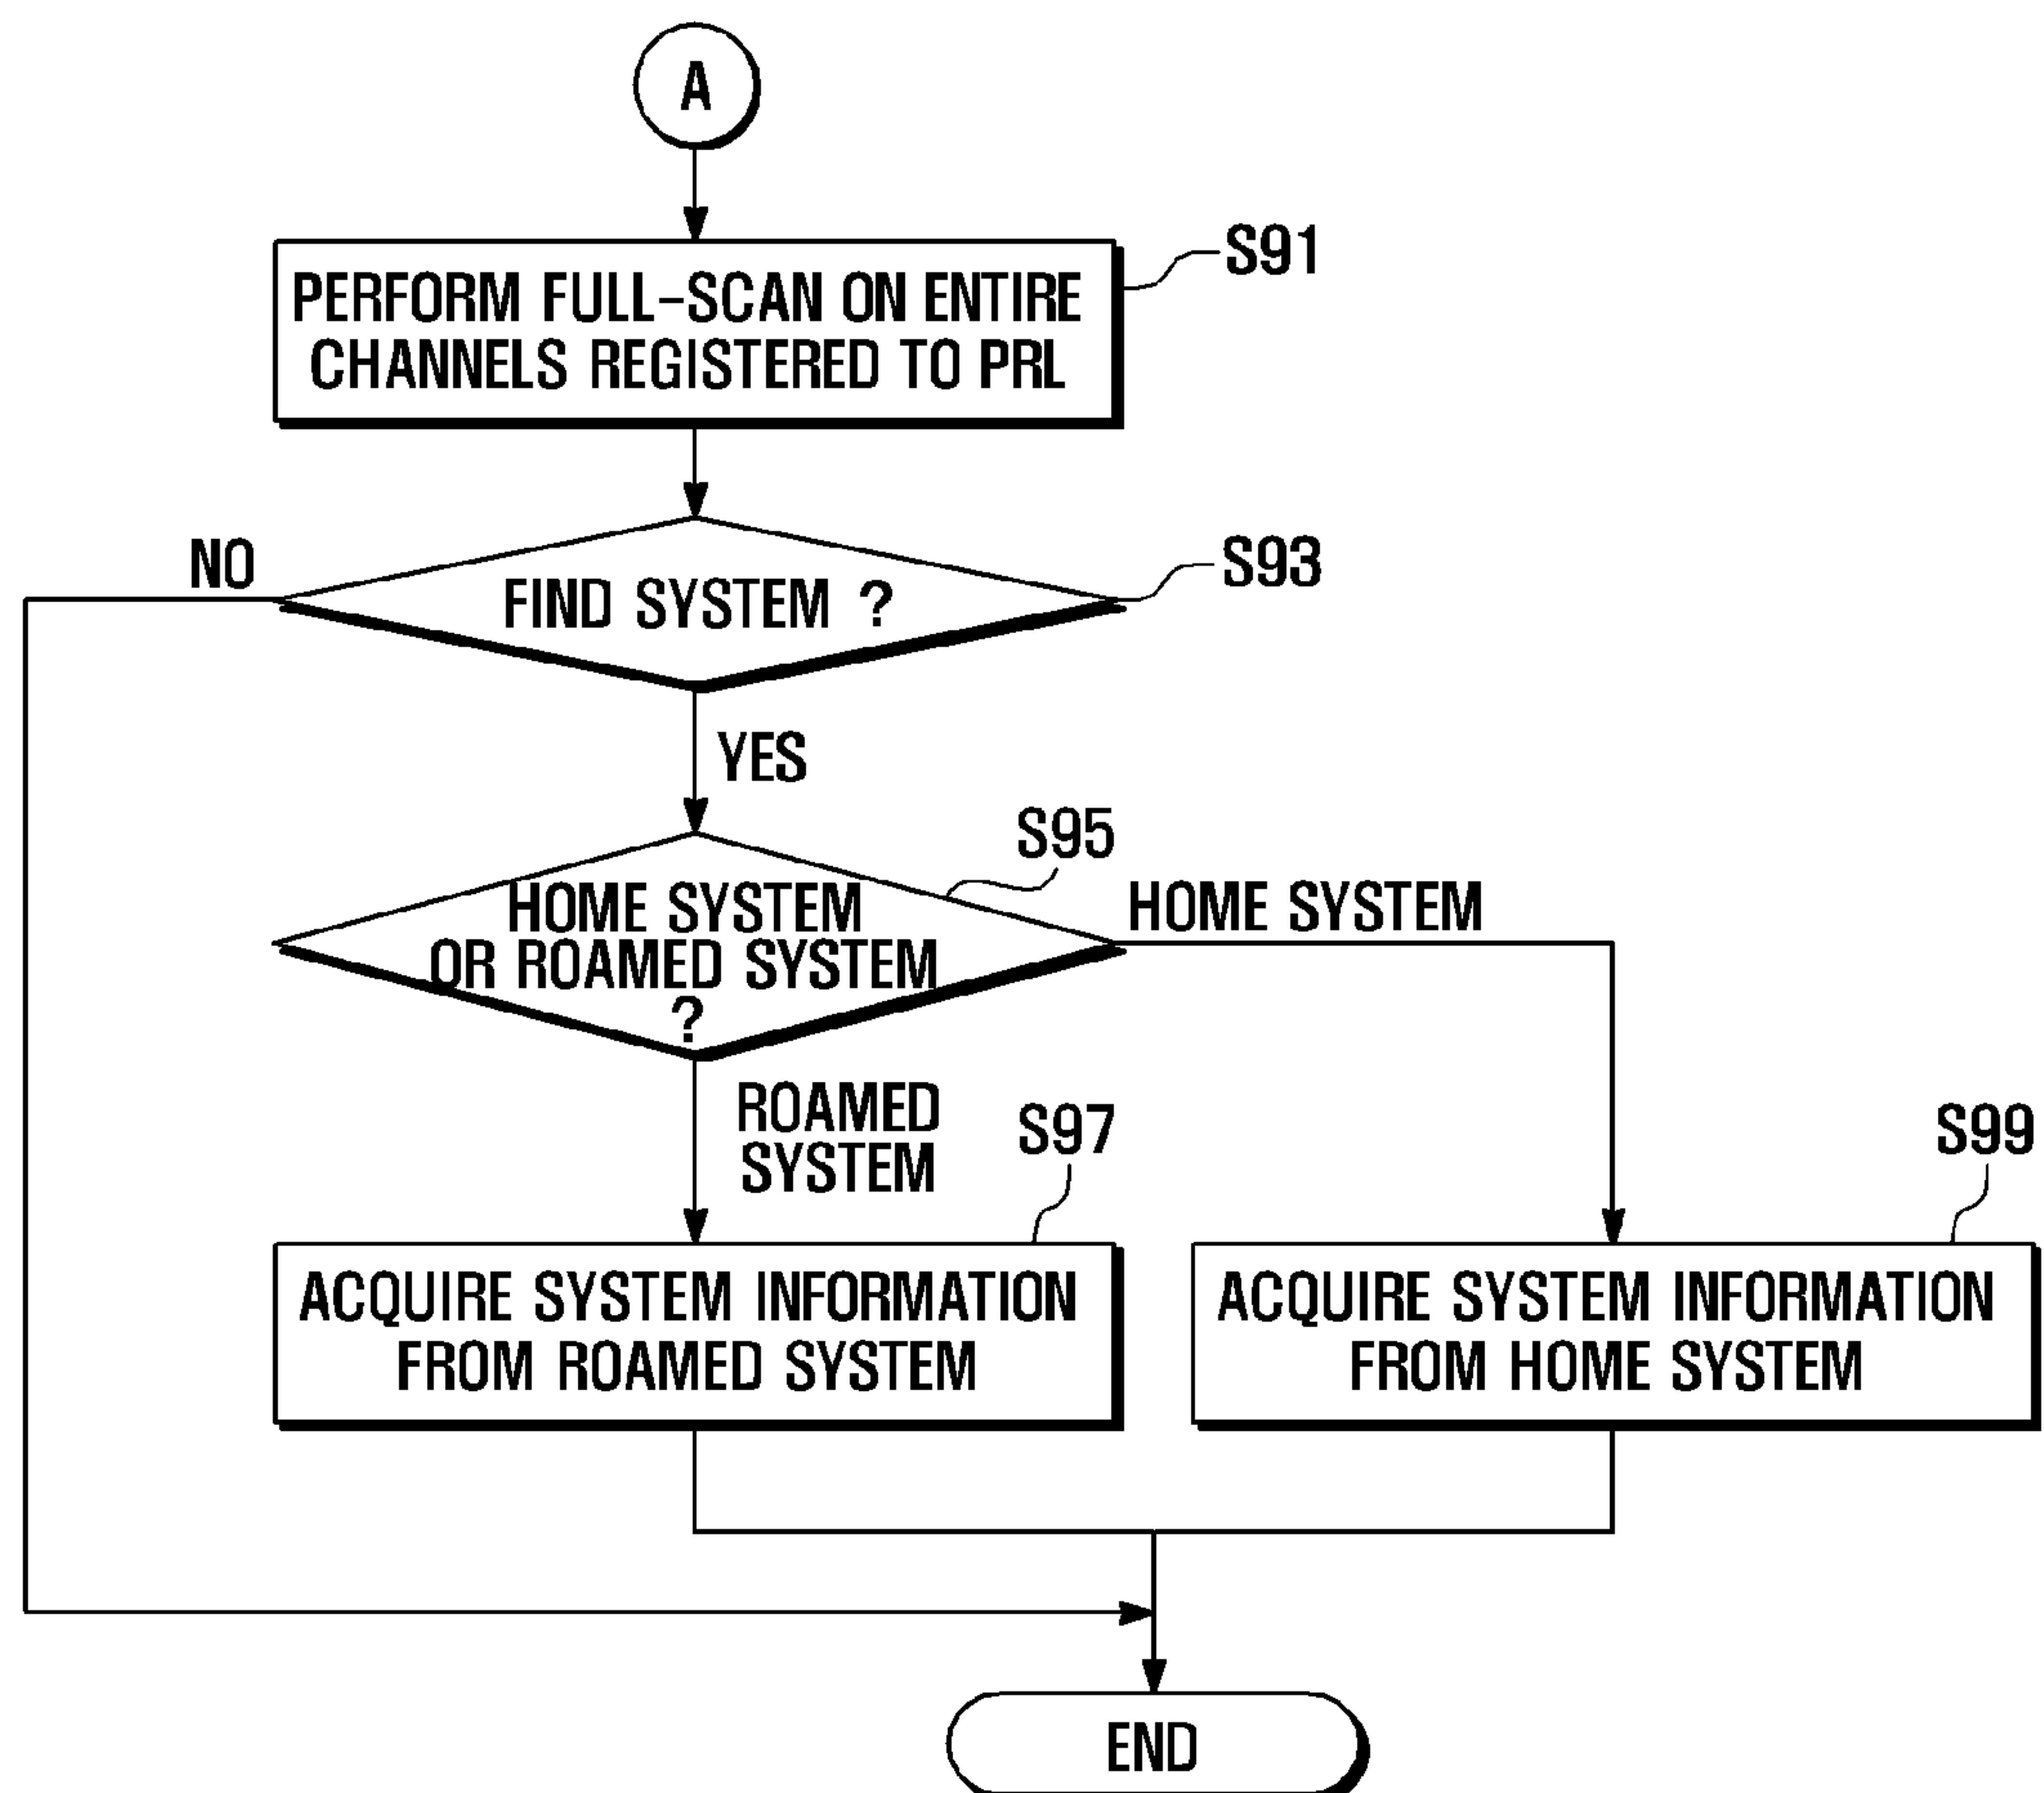 A
PERFORM FULL-SCAN ON ENTIRE
CHANNELS REGISTERED TO PRL
S91
NO
FIND SYSTEM ?
S93
YES
S95
HOME SYSTEM
OR ROAMED SYSTEM
?
HOME SYSTEM
ROAMED
SYSTEM
S97
S99
ACQUIRE SYSTEM INFORMATION
FROM ROAMED SYSTEM
ACQUIRE SYSTEM INFORMATION
FROM HOME SYSTEM
END